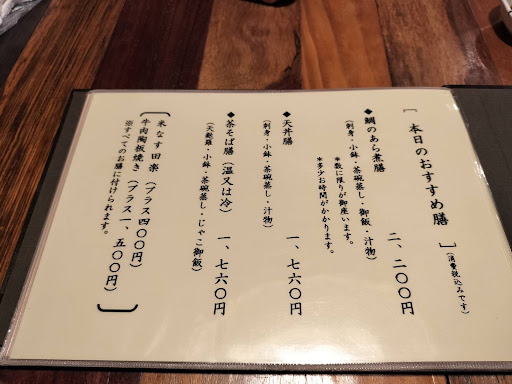 ［ 本日のおすすめ膳 ］（消費税込みです）
◆鯛のあら煮膳 二、二〇〇円
（刺身・小鉢・茶碗蒸し・御飯・汁物）
＊数に限りが御座います。
＊多少お時間がかかります。
◆天丼膳 一、七六〇円
（刺身・小鉢・茶碗蒸し・汁物）
◆茶そば膳（温又は冷） 一、七六〇円
（天麩羅・小鉢・茶碗蒸し・じゃこ御飯）
米なす田楽（プラス四〇〇円）
牛肉陶板焼き（プラス一、五〇〇円）
※すべてのお膳に付けられます。